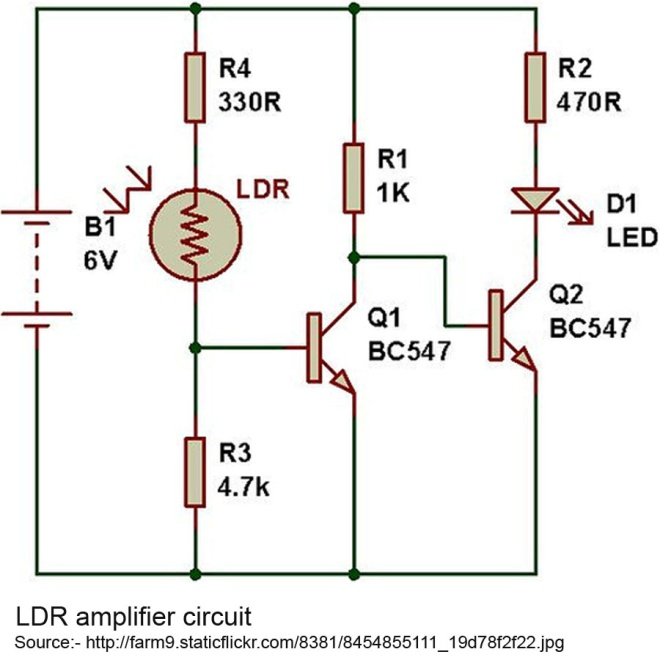 R4
330R
R2
470R
R1
1K
LDR
B1
6V
D1
LED
Q1
BC547
Q2
BC547
R3
4.7k
LDR amplifier circuit
Source:- http://farm9.staticflickr.com/8381/8454855111_19d78f2f22.jpg